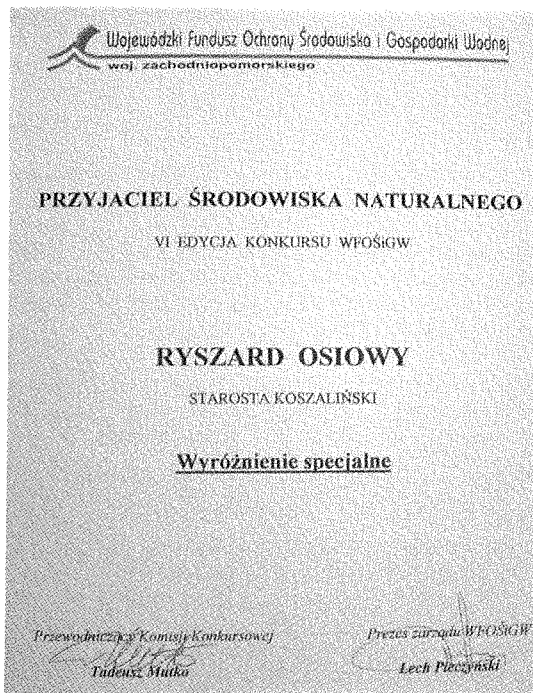 Wojewódzki Fundusz Ochrony Środowiska i Gospodarki Wodnej
woj. zachodniopomorskiego
PRZYJACIEL ŚRODOWISKA NATURALNEGO
VI EDYCJA KONKURSU WFOŚiGW
RYSZARD OSIOWY
STAROSTA KOSZALIŃSKI
Wyróżnienie specjalne
Przewodniczący Komisji Konkursowej
Tadeusz Mutko
Prezes zarządu WFOŚiGW
Lech Pieczyński